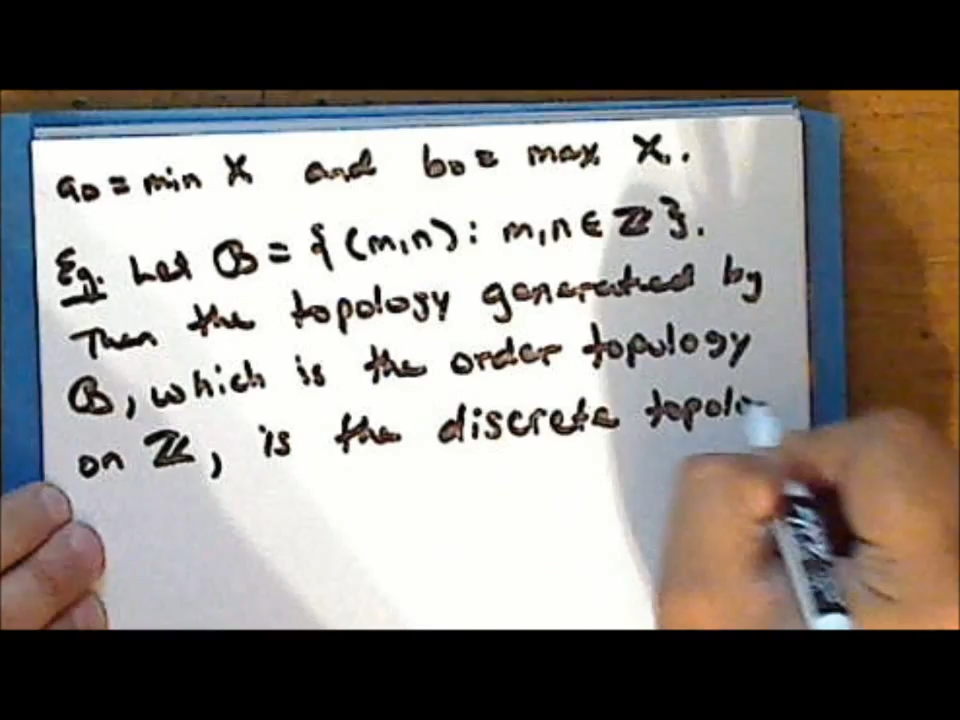 a₀ = min X and b₀ = max X.
Eg. Let ℬ = {(m,n): m,n ∈ ℤ}.
Then the topology generated by
ℬ, which is the order topology
on ℤ, is the discrete topolo